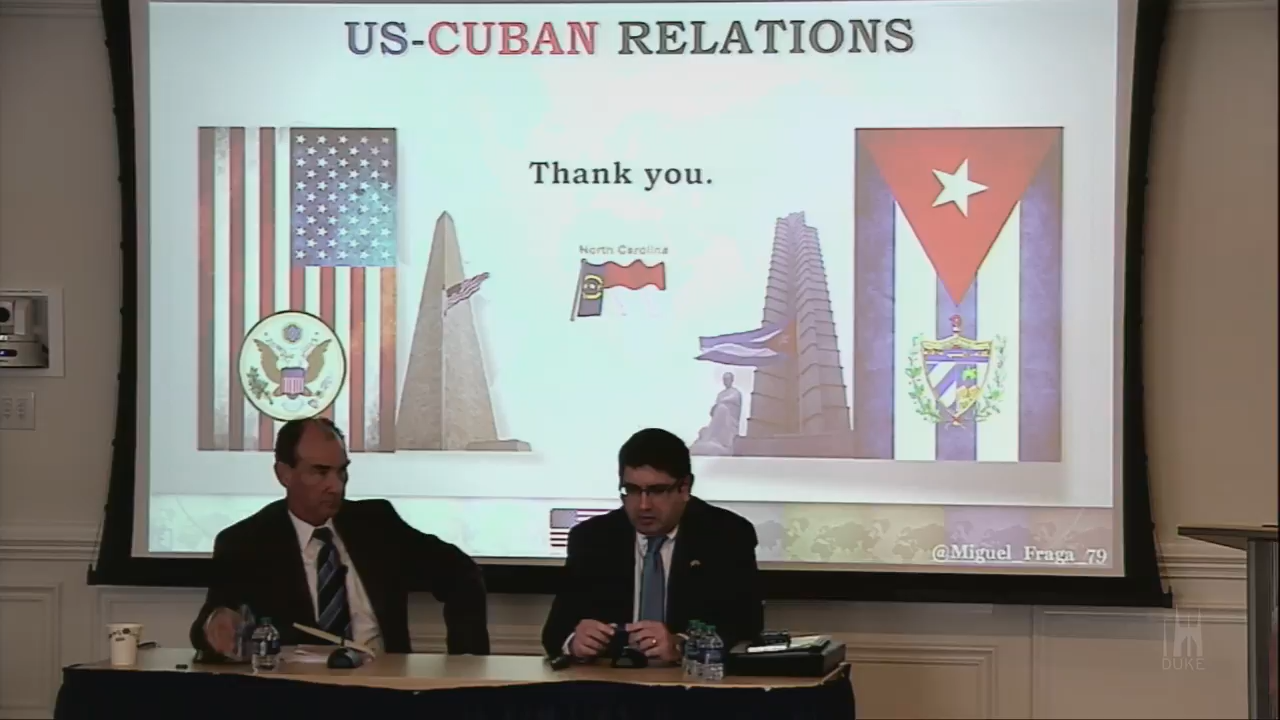 US-CUBAN RELATIONS
Thank you.
North Carolina
@Miguel_Fraga_79
DUKE